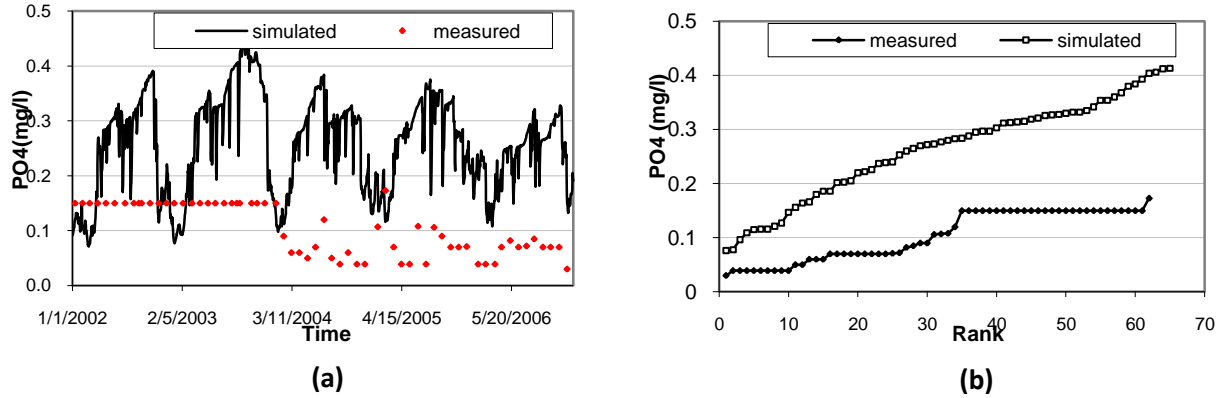 simulated measured
PO4(mg/l)
0.5
0.4
0.3
0.2
0.1
0.0
1/1/2002 2/5/2003 3/11/2004 4/15/2005 5/20/2006
Time
(a)
measured simulated
PO4 (mg/l)
0.5
0.4
0.3
0.2
0.1
0
0 10 20 30 40 50 60 70
Rank
(b)